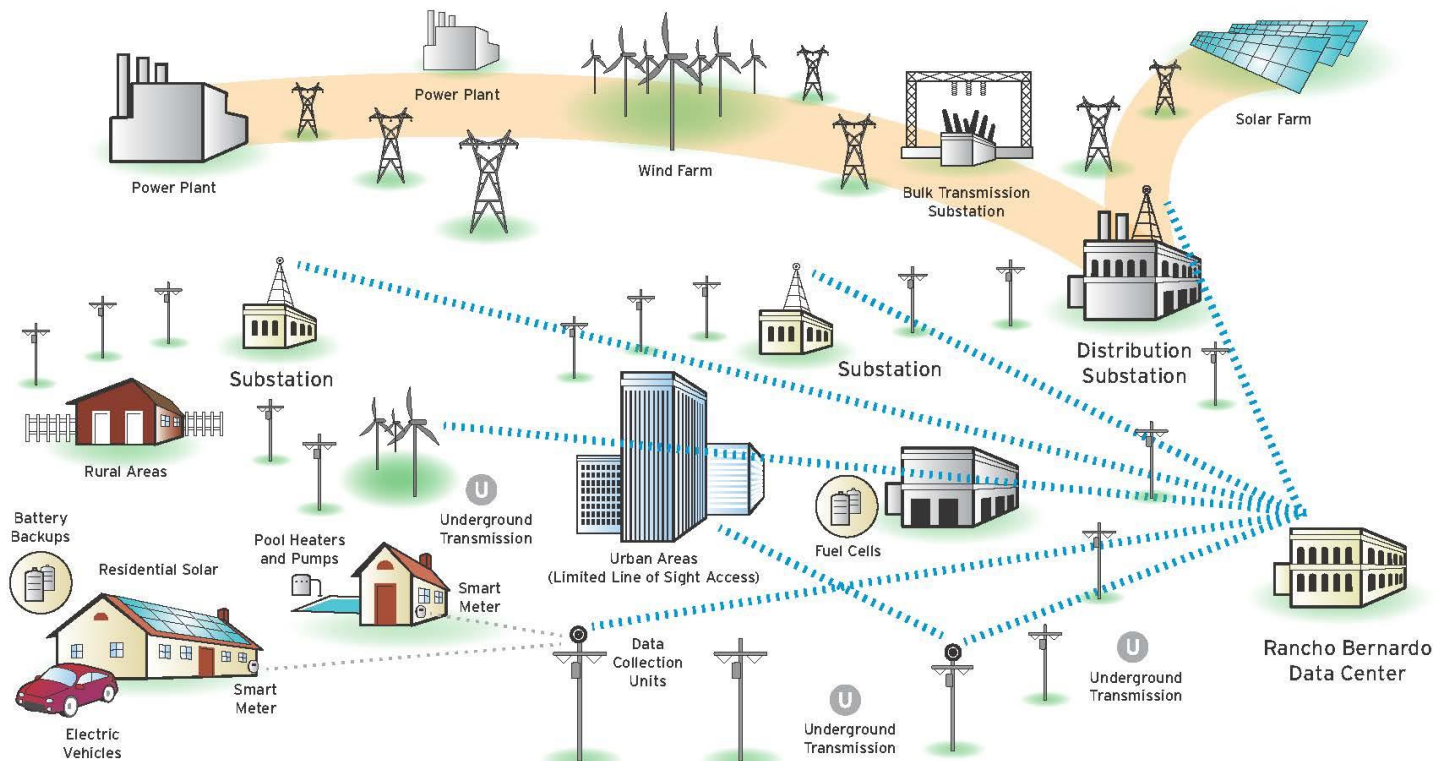 Power Plant
Power Plant
Wind Farm
Bulk Transmission
Substation
Solar Farm
Substation
Substation
Distribution
Substation
Rural Areas
U
Underground
Transmission
Urban Areas
(Limited Line of Sight Access)
Fuel Cells
Battery
Backups
Residential Solar
Pool Heaters
and Pumps
Smart
Meter
Smart
Meter
Electric
Vehicles
Data
Collection
Units
U
Underground
Transmission
U
Underground
Transmission
Rancho Bernardo
Data Center